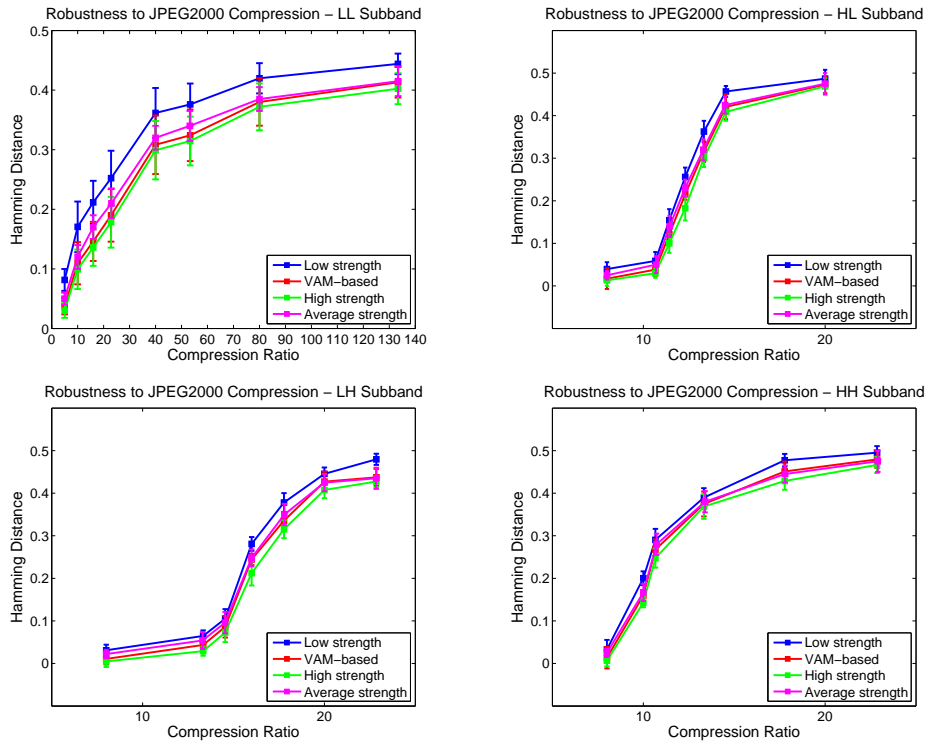 Robustness to JPEG2000 Compression − LL Subband
0.5
0.4
0.3
0.2
0.1
0
Hamming Distance
Low strength
VAM−based
High strength
Average strength
0 10 20 30 40 50 60 70 80 90 100 110 120 130 140
Compression Ratio
Robustness to JPEG2000 Compression − HL Subband
0.5
0.4
0.3
0.2
0.1
0
Hamming Distance
Low strength
VAM−based
High strength
Average strength
10 20
Compression Ratio
Robustness to JPEG2000 Compression − LH Subband
0.5
0.4
0.3
0.2
0.1
0
Hamming Distance
Low strength
VAM−based
High strength
Average strength
10 20
Compression Ratio
Robustness to JPEG2000 Compression − HH Subband
0.5
0.4
0.3
0.2
0.1
0
Hamming Distance
Low strength
VAM−based
High strength
Average strength
10 20
Compression Ratio